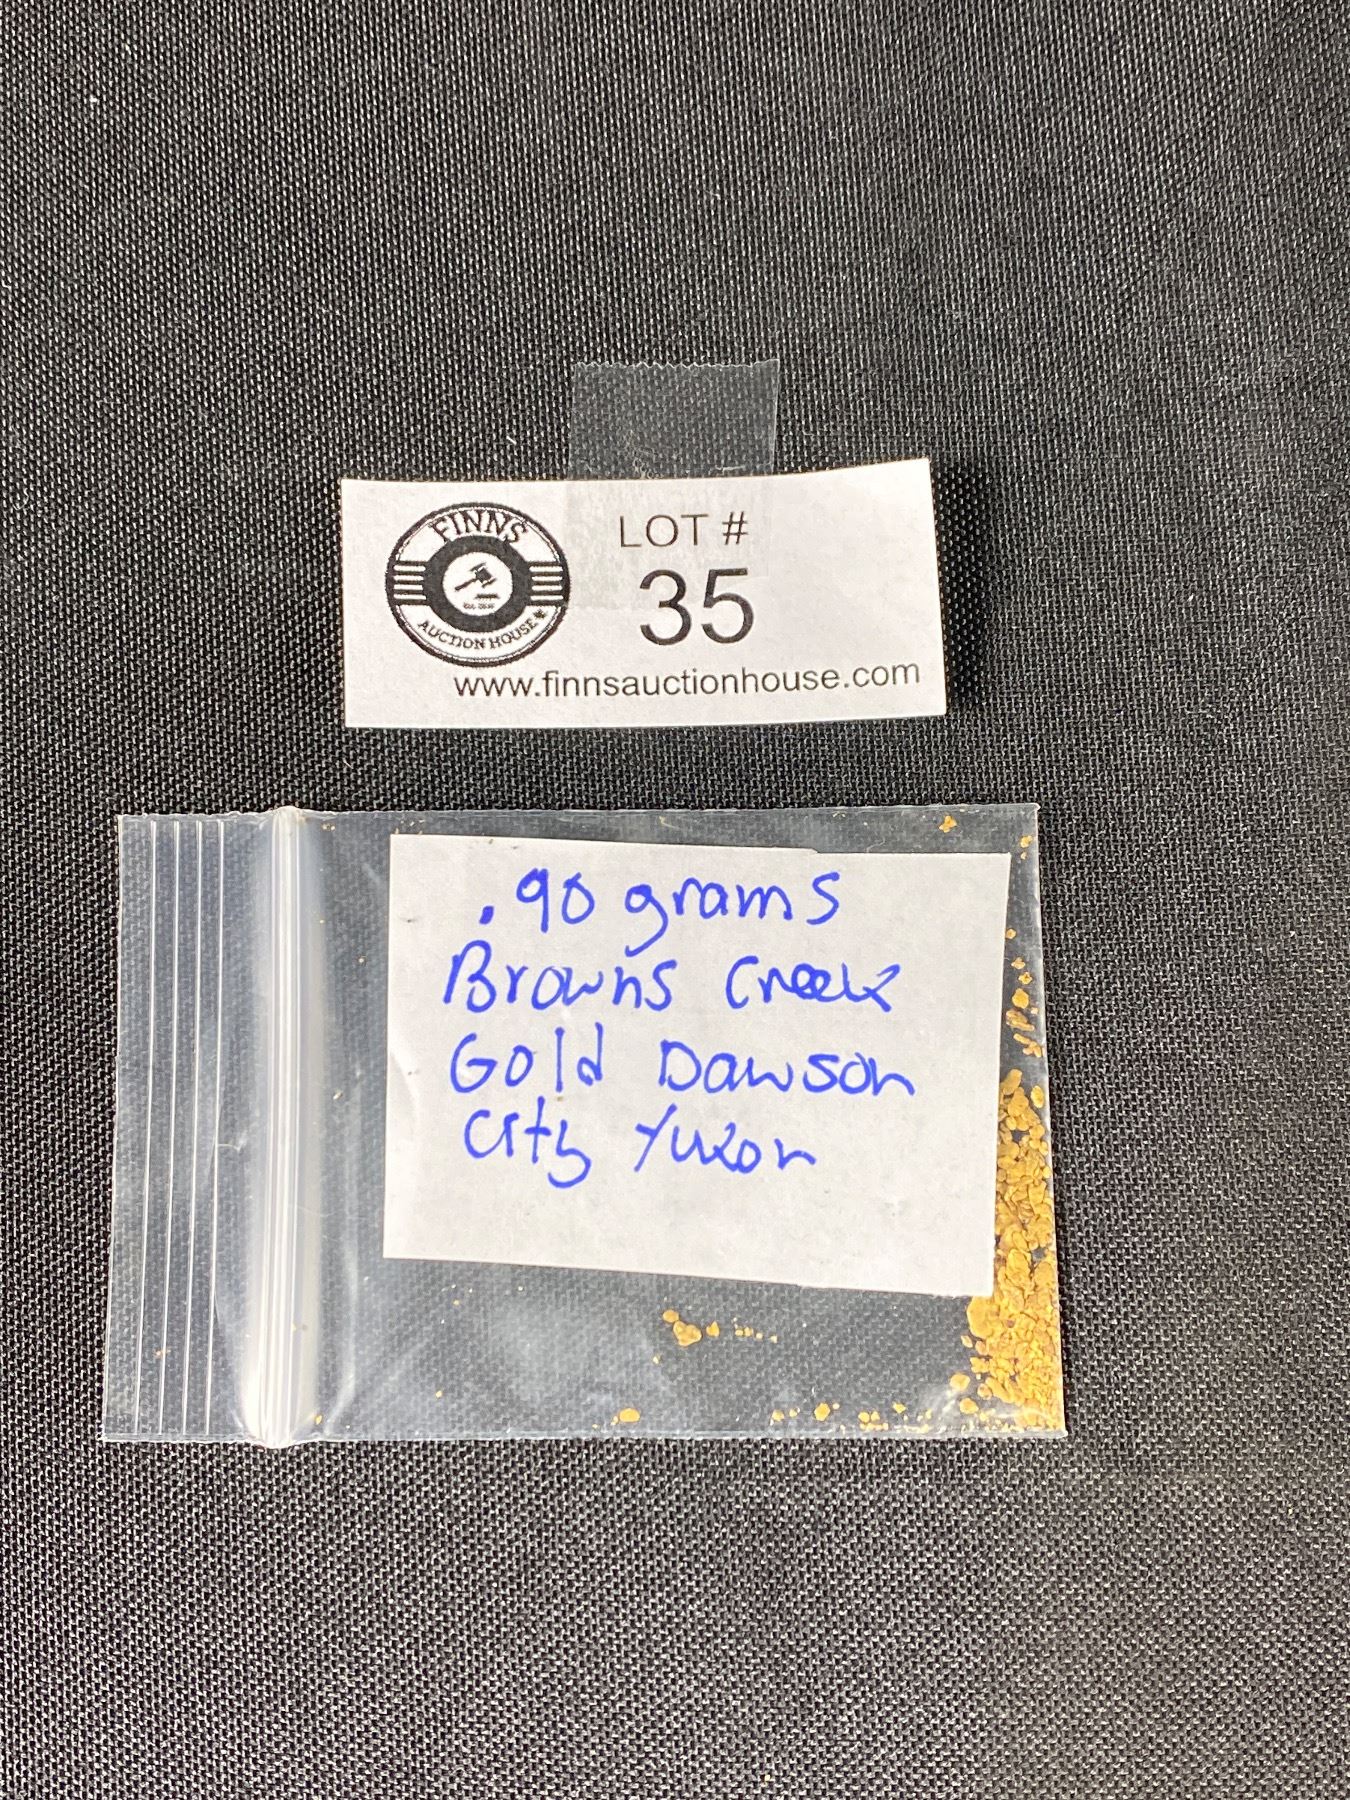 FINNS
AUCTION HOUSE
LOT #
35
www.finnsauctionhouse.com
.90 grams
Browns Creek
Gold Dawson
City Yukon